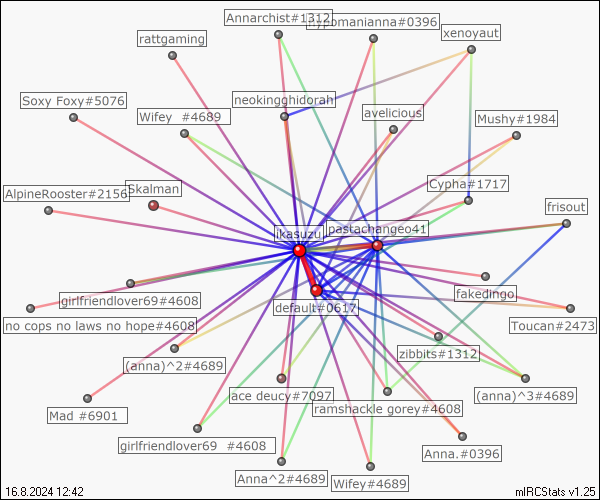 Annarchist#1312
hypomanianna#0396
xenoyaut
rattgaming
Soxy Foxy#5076
neokingghidorah
Wifey #4689
avelicious
Mushy#1984
AlpineRooster#2156
Skalman
Cypha#1717
frisout
ikasuzu
pastachangeo41
girlfriendlover69#4608
default#0617
fakedingo
no cops no laws no hope#4608
Toucan#2473
zibbits#1312
(anna)^2#4689
ace deucy#7097
ramshackle gorey#4608
(anna)^3#4689
Mad #6901
girlfriendlover69 #4608
Anna.#0396
Anna^2#4689
Wifey#4689
16.8.2024 12:42
mIRCStats v1.25